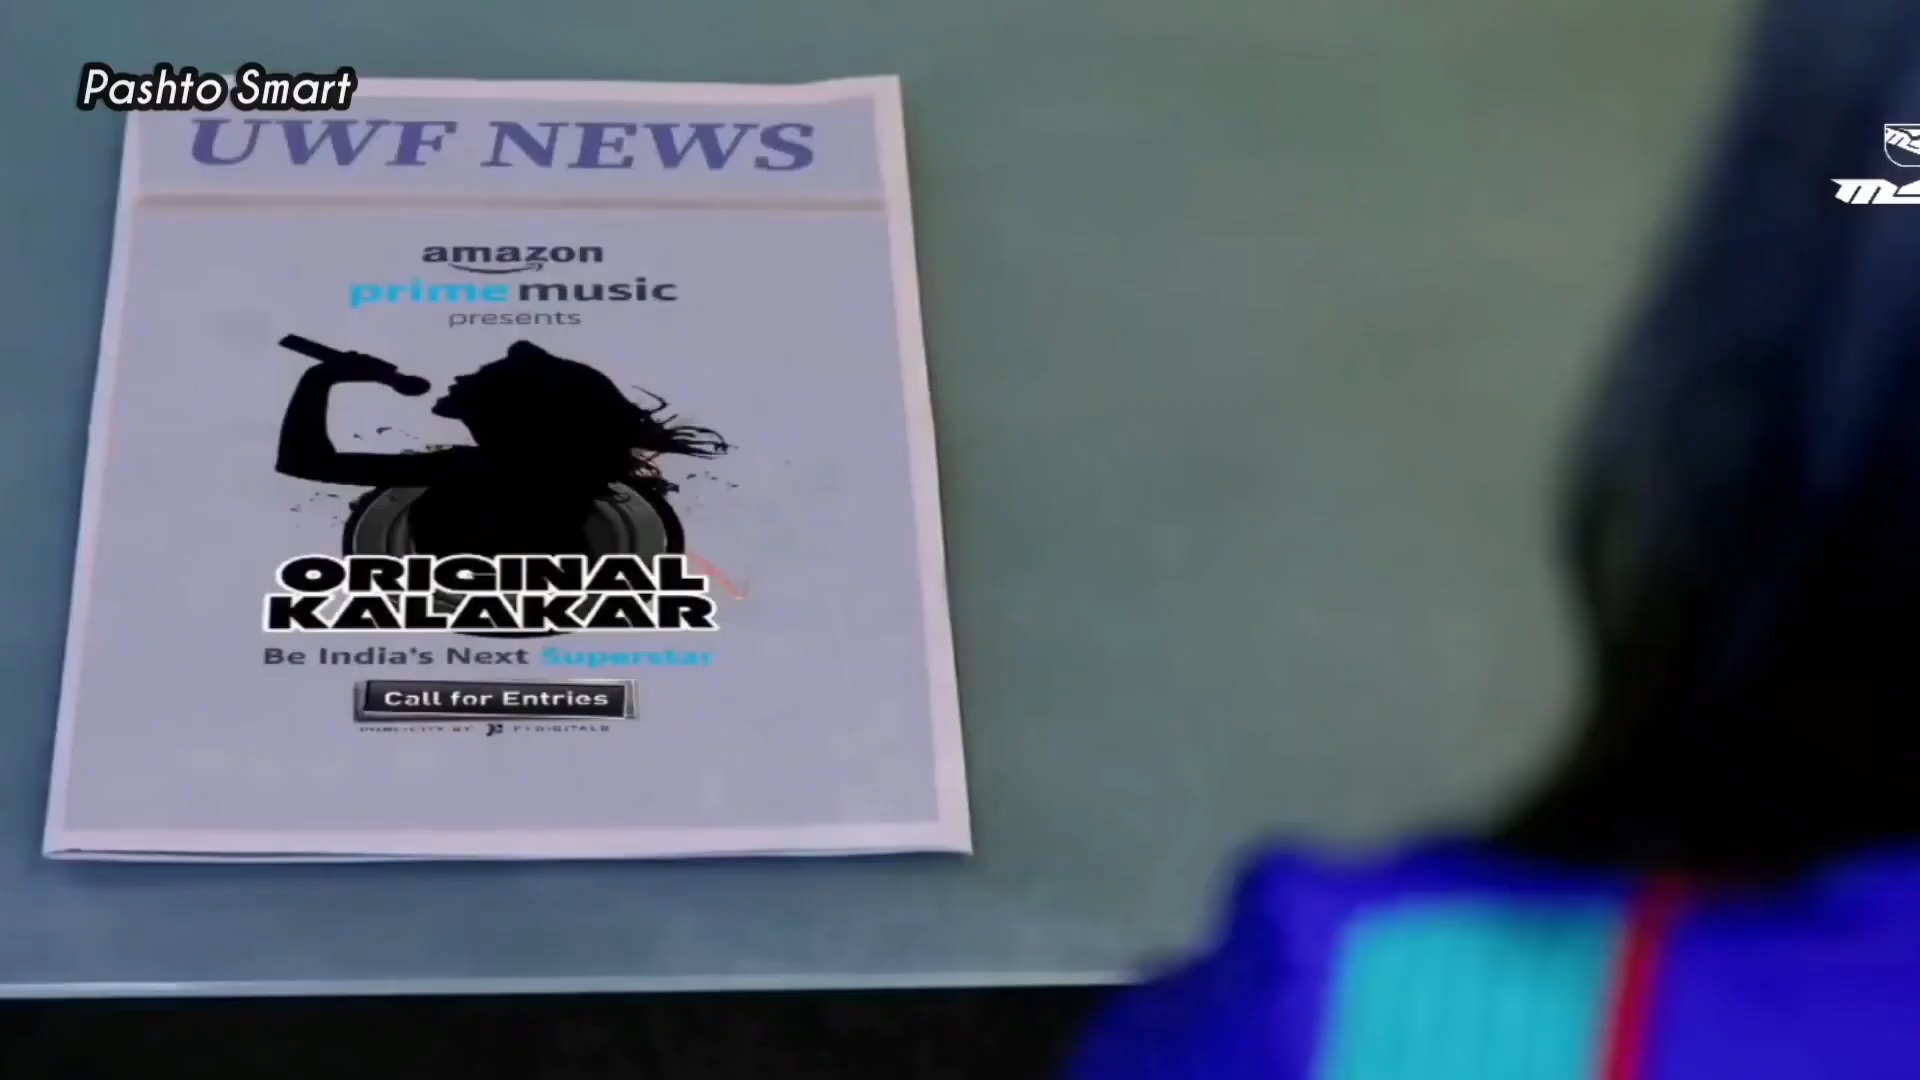 Pashto Smart
UWF NEWS
amazon
prime music
presents
ORIGINAL
KALAKAR
Be India's Next Superstar
Call for Entries